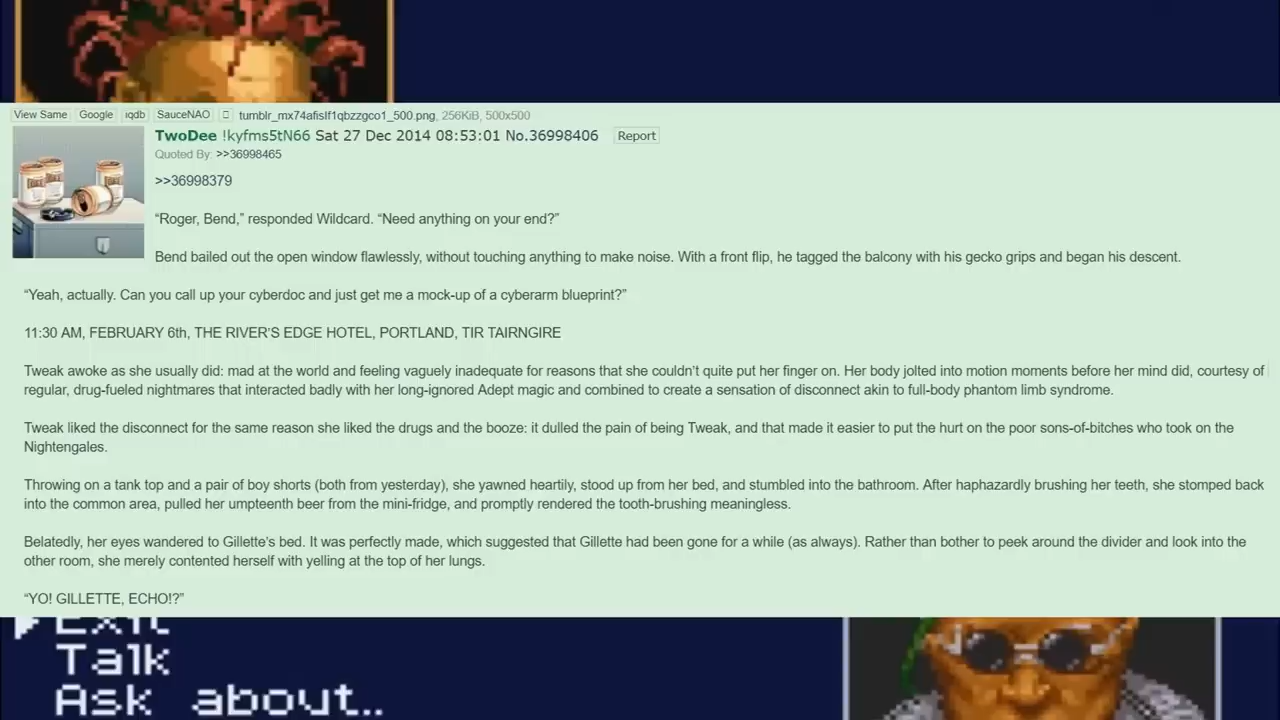 View Same Google iqdb SauceNAO tumblr_mx74afislf1qbzzgco1_500.png, 256KiB, 500x500
TwoDee !kyfms5tN66 Sat 27 Dec 2014 08:53:01 No.36998406 Report
Quoted By: >>36998465
>>36998379
“Roger, Bend,” responded Wildcard. “Need anything on your end?”
Bend bailed out the open window flawlessly, without touching anything to make noise. With a front flip, he tagged the balcony with his gecko grips and began his descent.
“Yeah, actually. Can you call up your cyberdoc and just get me a mock-up of a cyberarm blueprint?”
11:30 AM, FEBRUARY 6th, THE RIVER’S EDGE HOTEL, PORTLAND, TIR TAIRNGIRE
Tweak awoke as she usually did: mad at the world and feeling vaguely inadequate for reasons that she couldn’t quite put her finger on. Her body jolted into motion moments before her mind did, courtesy of
regular, drug-fueled nightmares that interacted badly with her long-ignored Adept magic and combined to create a sensation of disconnect akin to full-body phantom limb syndrome.
Tweak liked the disconnect for the same reason she liked the drugs and the booze: it dulled the pain of being Tweak, and that made it easier to put the hurt on the poor sons-of-bitches who took on the
Nightengales.
Throwing on a tank top and a pair of boy shorts (both from yesterday), she yawned heartily, stood up from her bed, and stumbled into the bathroom. After haphazardly brushing her teeth, she stomped back
into the common area, pulled her umpteenth beer from the mini-fridge, and promptly rendered the tooth-brushing meaningless.
Belatedly, her eyes wandered to Gillette’s bed. It was perfectly made, which suggested that Gillette had been gone for a while (as always). Rather than bother to peek around the divider and look into the
other room, she merely contented herself with yelling at the top of her lungs.
“YO! GILLETTE, ECHO!?”
Exit
Talk
Ask about..